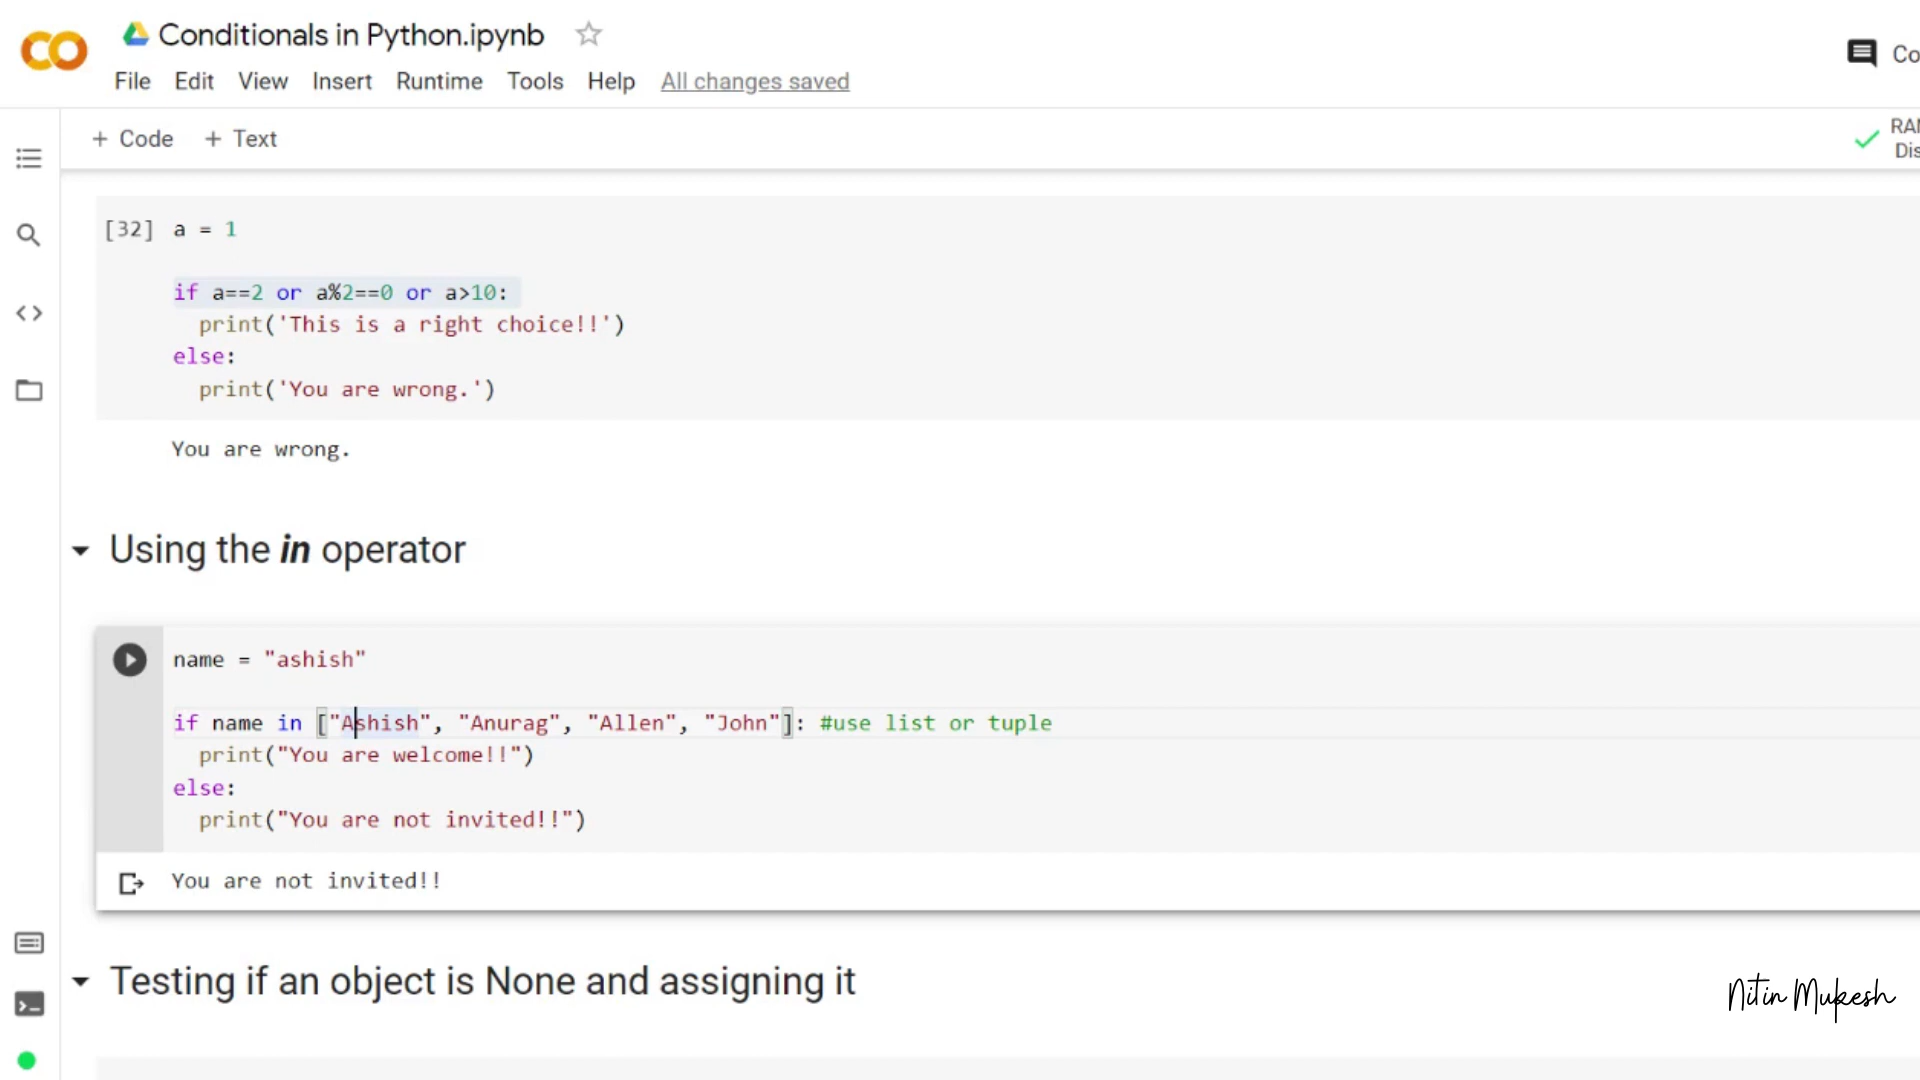 Conditionals in Python.ipynb
File Edit View Insert Runtime Tools Help All changes saved
+ Code + Text
[32] a = 1
if a==2 or a%2==0 or a>10:
print('This is a right choice!!')
else:
print('You are wrong.')
You are wrong.
Using the in operator
name = "ashish"
if name in ["Ashish", "Anurag", "Allen", "John"]: #use list or tuple
print("You are welcome!!")
else:
print("You are not invited!!")
You are not invited!!
Testing if an object is None and assigning it
Nitin Mukesh